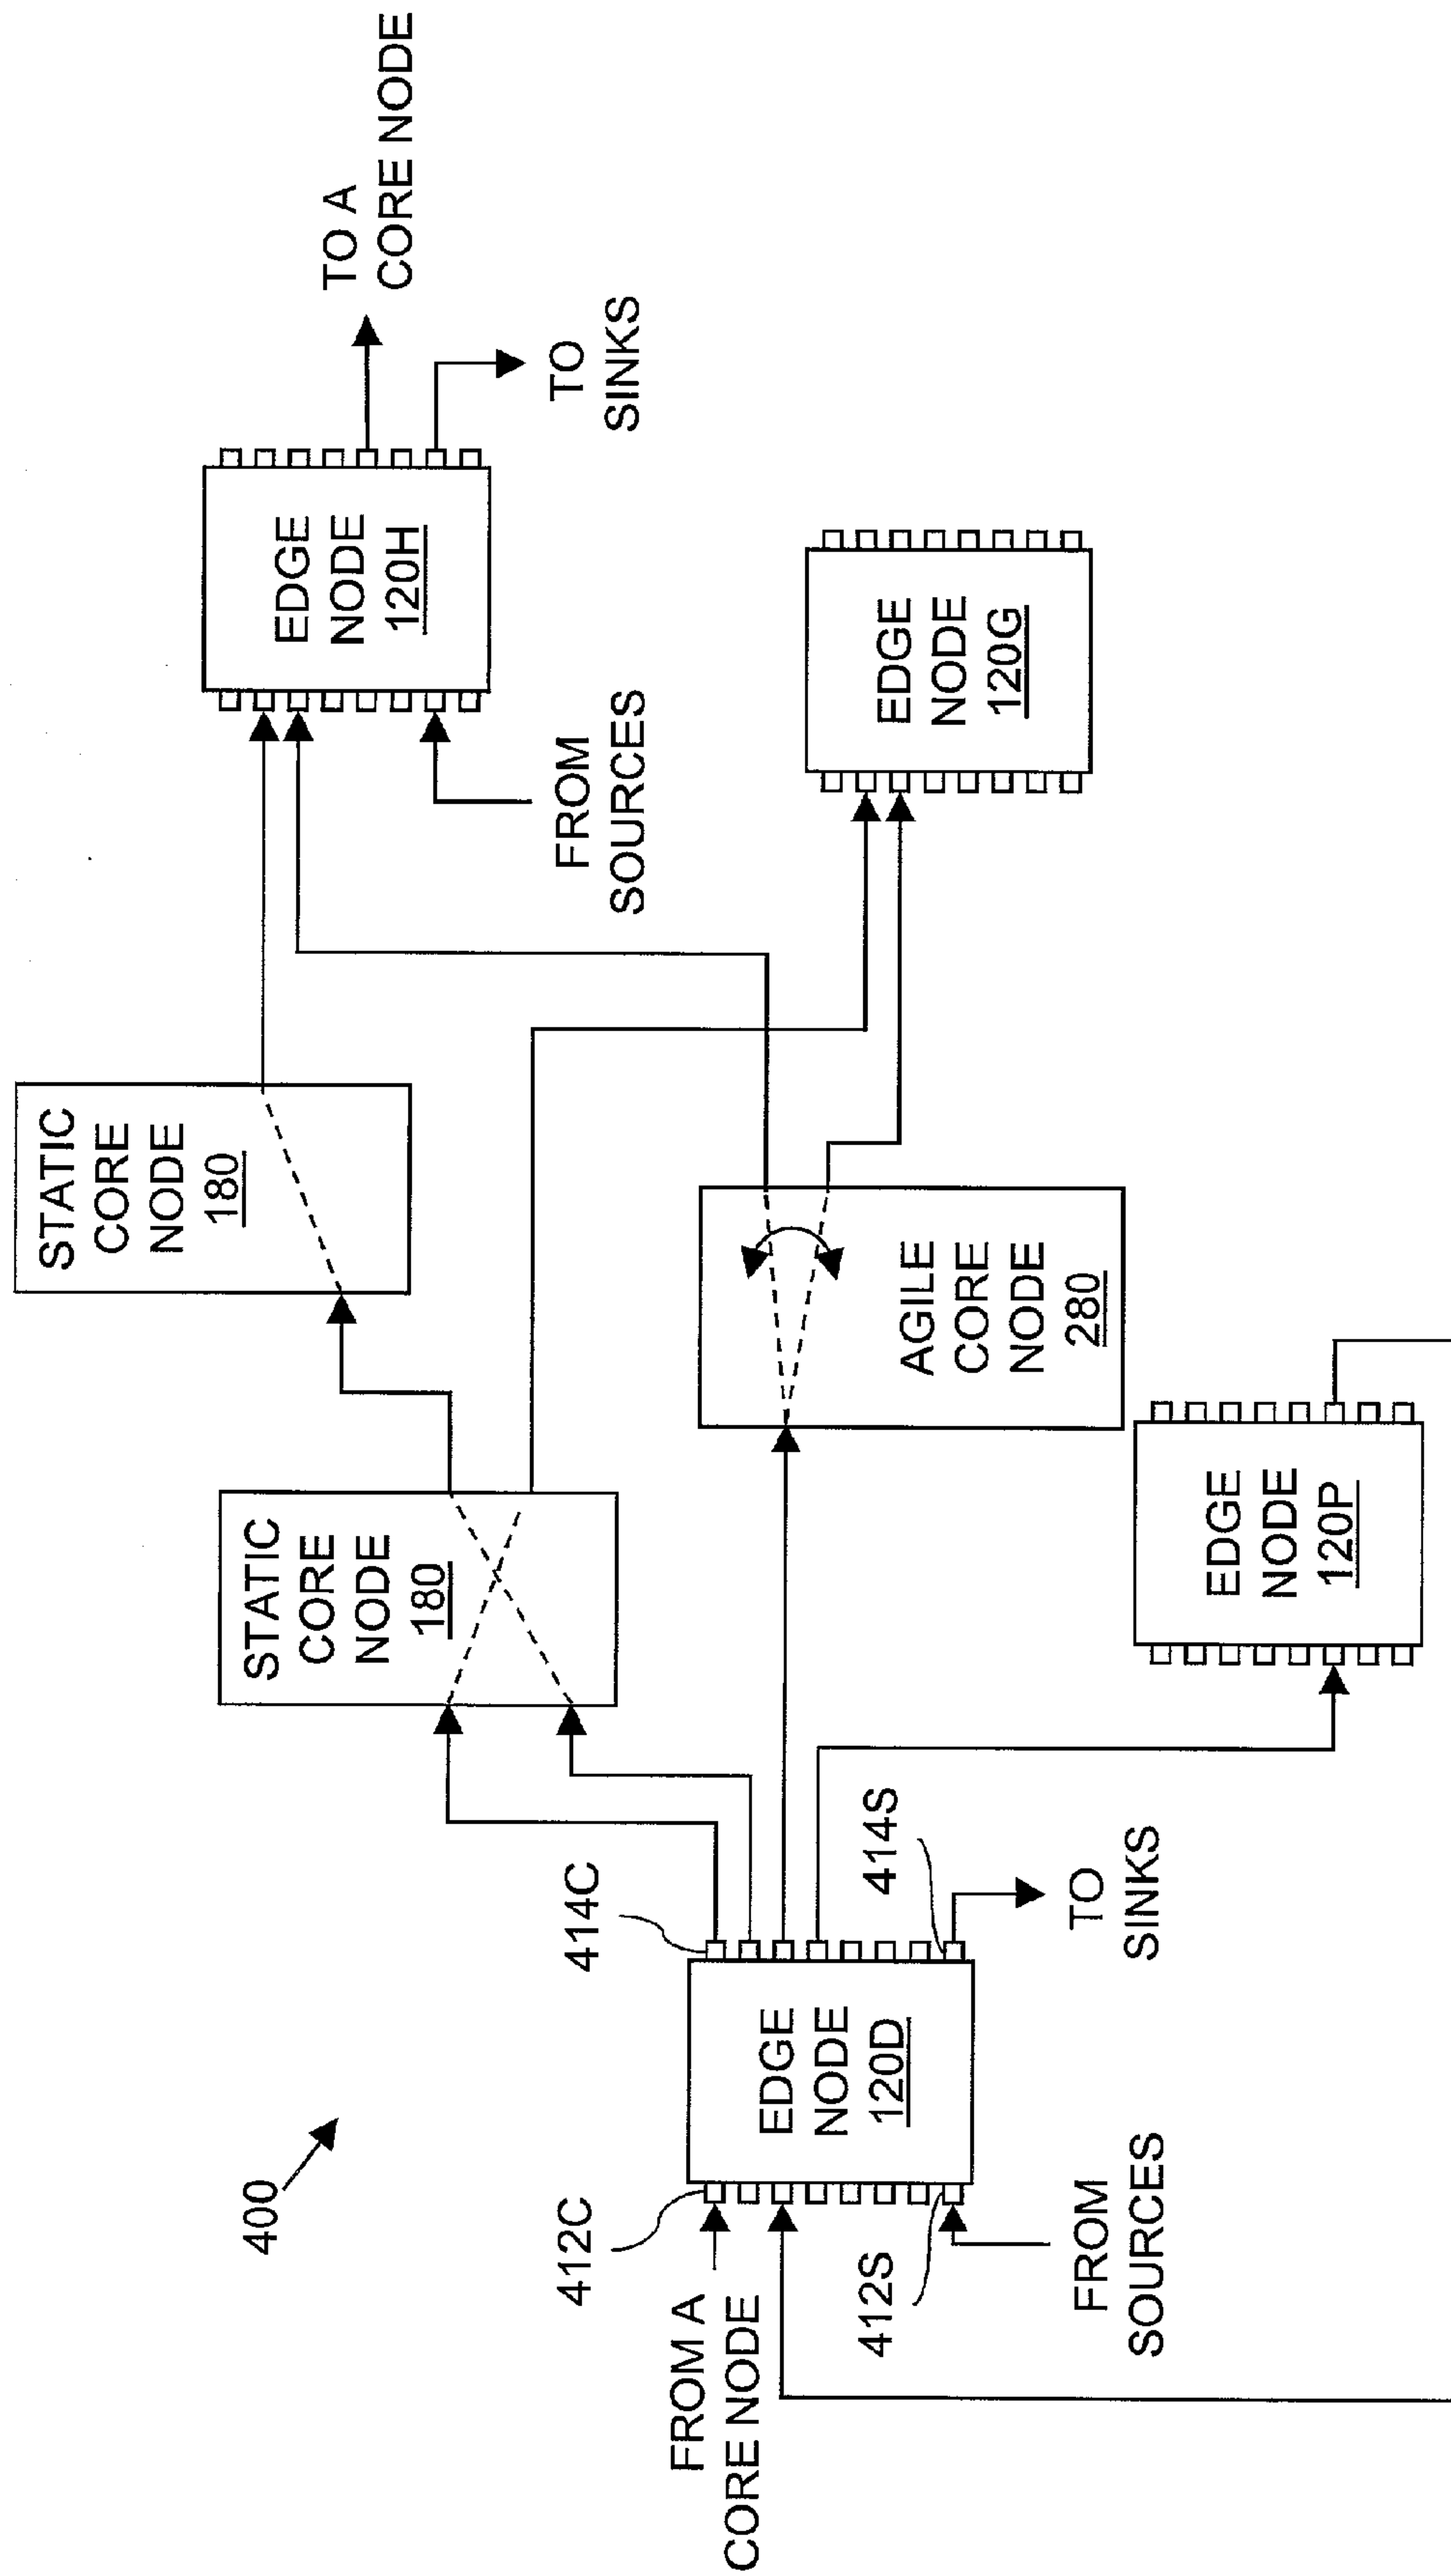 400
FROM A
CORE NODE
412C
412S
FROM
SOURCES
EDGE
NODE
120D
414C
414S
TO
SINKS
STATIC
CORE
NODE
180
STATIC
CORE
NODE
180
AGILE
CORE
NODE
280
EDGE
NODE
120P
FROM
SOURCES
EDGE
NODE
120H
EDGE
NODE
120G
TO A
CORE NODE
TO
SINKS